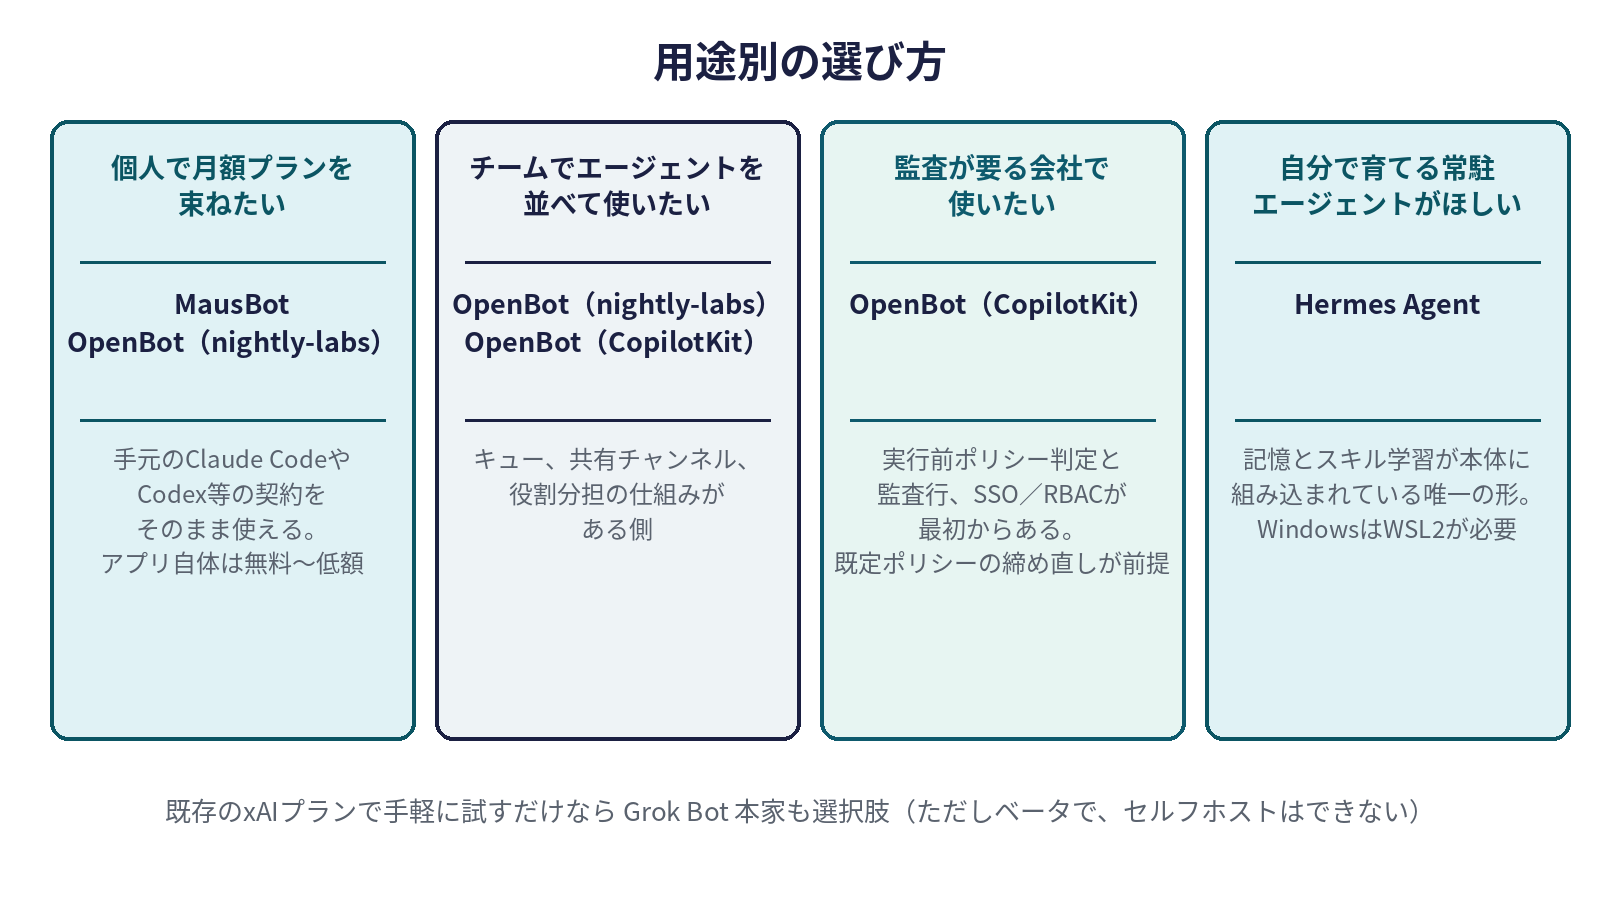 用途別の選び方
個人で月額プランを
束ねたい
MausBot
OpenBot（nightly-labs）
手元のClaude Codeや
Codex等の契約を
そのまま使える。
アプリ自体は無料〜低額
チームでエージェントを
並べて使いたい
OpenBot（nightly-labs）
OpenBot（CopilotKit）
キュー、共有チャンネル、
役割分担の仕組みが
ある側
監査が要る会社で
使いたい
OpenBot（CopilotKit）
実行前ポリシー判定と
監査行、SSO／RBACが
最初からある。
既定ポリシーの締め直しが前提
自分で育てる常駐
エージェントがほしい
Hermes Agent
記憶とスキル学習が本体に
組み込まれている唯一の形。
WindowsはWSL2が必要
既存のxAIプランで手軽に試すだけなら Grok Bot 本家も選択肢（ただしベータで、セルフホストはできない）